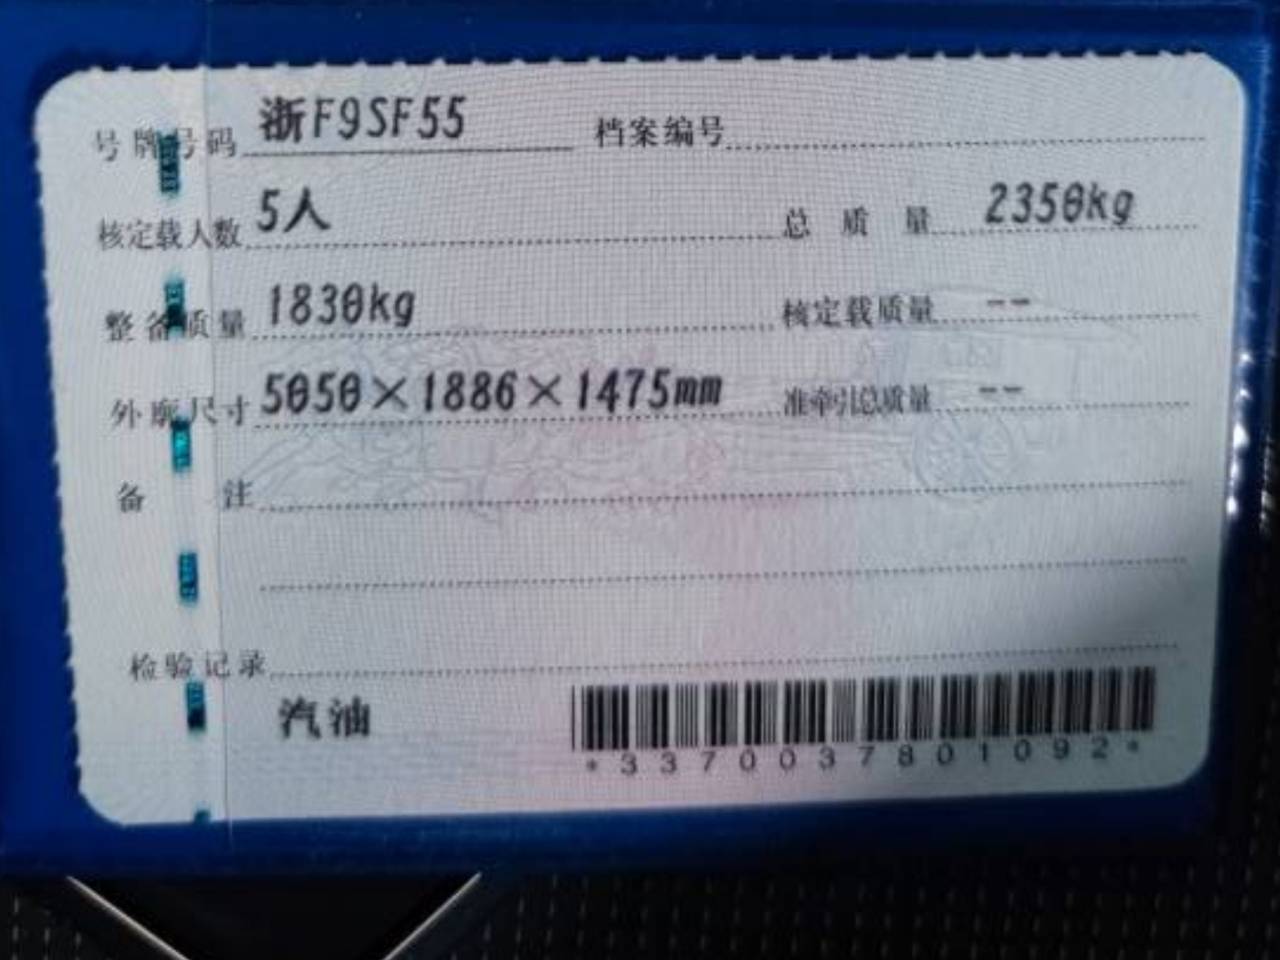 号牌号码 浙F9SF55 档案编号
核定载人数 5人 总质量 2350kg
整备质量 1830kg 核定载质量 --
外廓尺寸 5050×1886×1475mm 准牵引总质量 --
备注
检验记录
汽油
*3370037801092*